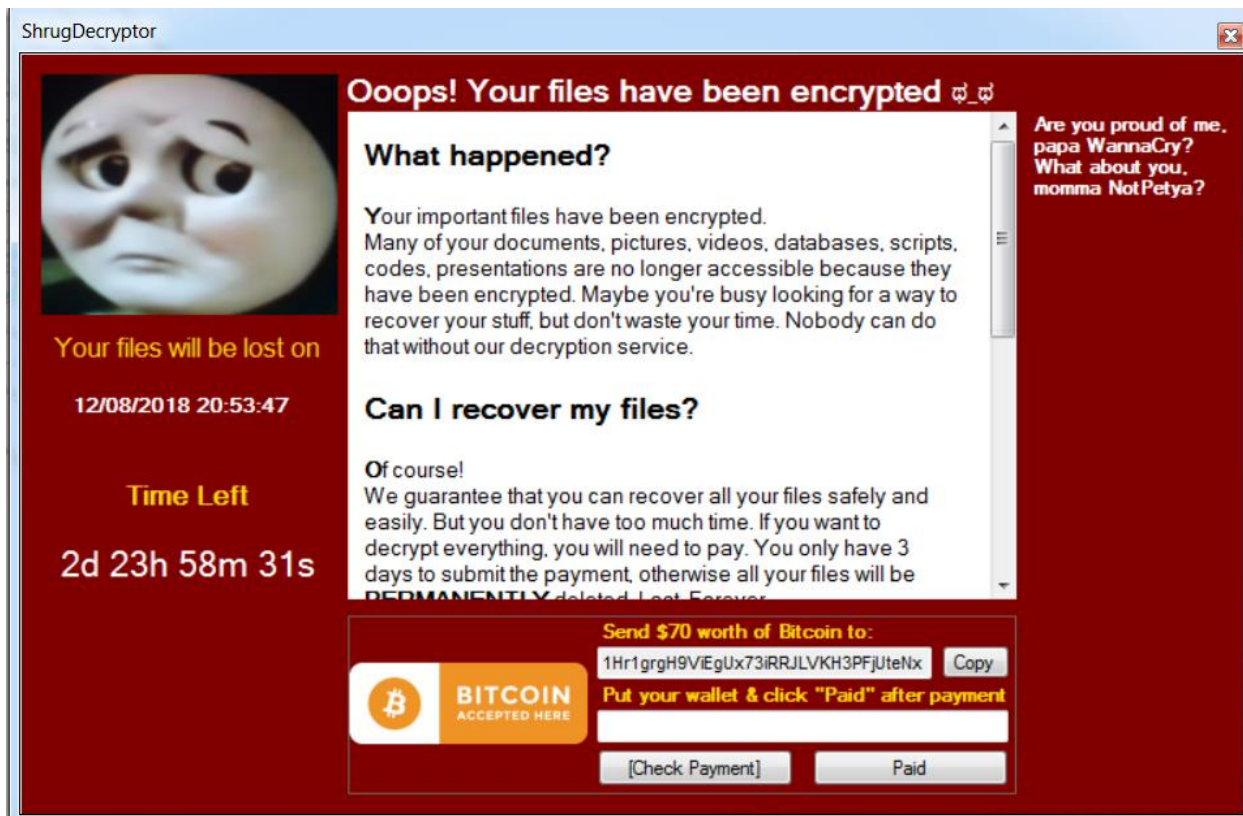 ShrugDecryptor
Ooops! Your files have been encrypted ಥ_ಥ
What happened?
Your important files have been encrypted.
Many of your documents, pictures, videos, databases, scripts,
codes, presentations are no longer accessible because they
have been encrypted. Maybe you're busy looking for a way to
recover your stuff, but don't waste your time. Nobody can do
that without our decryption service.
Can I recover my files?
Of course!
We guarantee that you can recover all your files safely and
easily. But you don't have too much time. If you want to
decrypt everything, you will need to pay. You only have 3
days to submit the payment, otherwise all your files will be
PERMANENTLY deleted. Lost. Forever.
Are you proud of me,
papa WannaCry?
What about you,
momma NotPetya?
Your files will be lost on
12/08/2018 20:53:47
Time Left
2d 23h 58m 31s
BITCOIN
ACCEPTED HERE
Send $70 worth of Bitcoin to:
1Hr1grgH9ViEgUx73iRRJLVKH3PFjUteNx
Copy
Put your wallet & click "Paid" after payment
[Check Payment]
Paid